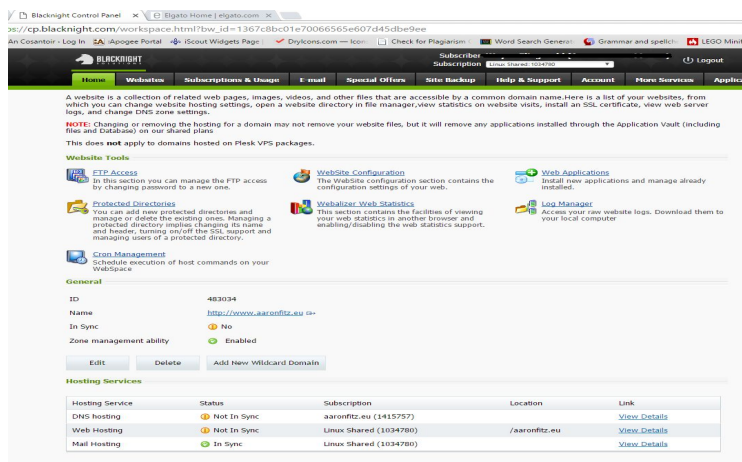 Blacknight Control Panel × Elgato Home | elgato.com ×
ps://cp.blacknight.com/workspace.html?bw_id=1367c8bc01e70066565e607d45dbe9ee
An Cosantoir - Log In Apogee Portal iScout Widgets Page Drylcons.com — Icon Check for Plagiarism Word Search Generat Grammar and spellch LEGO Minif
BLACKNIGHT
SOLUTIONS
Subscriber
Subscription Linux Shared: 1034780
Logout
Home Websites Subscriptions & Usage E-mail Special Offers Site Backup Help & Support Account More Services Applica
A website is a collection of related web pages, images, videos, and other files that are accessible by a common domain name.Here is a list of your websites, from
which you can change website hosting settings, open a website directory in file manager,view statistics on website visits, install an SSL certificate, view web server
logs, and change DNS zone settings.
NOTE: Changing or removing the hosting for a domain may not remove your website files, but it will remove any applications installed through the Application Vault (including
files and Database) on our shared plans
This does not apply to domains hosted on Plesk VPS packages.
Website Tools
FTP Access
In this section you can manage the FTP access
by changing password to a new one.
WebSite Configuration
The WebSite configuration section contains the
configuration settings of your web.
Web Applications
Install new applications and manage already
installed.
Protected Directories
You can add new protected directories and
manage or delete the existing ones. Managing a
protected directory implies changing its name
and header, turning on/off the SSL support and
managing users of a protected directory.
Webalizer Web Statistics
This section contains the facilities of viewing
your web statistics in another browser and
enabling/disabling the web statistics support.
Log Manager
Access your raw website logs. Download them to
your local computer
Cron Management
Schedule execution of host commands on your
WebSpace
General
ID 483034
Name http://www.aaronfitz.eu
In Sync No
Zone management ability Enabled
Edit Delete Add New Wildcard Domain
Hosting Services
Hosting Service Status Subscription Location Link
DNS hosting Not In Sync aaronfitz.eu (1415757) View Details
Web Hosting Not In Sync Linux Shared (1034780) /aaronfitz.eu View Details
Mail Hosting In Sync Linux Shared (1034780) View Details